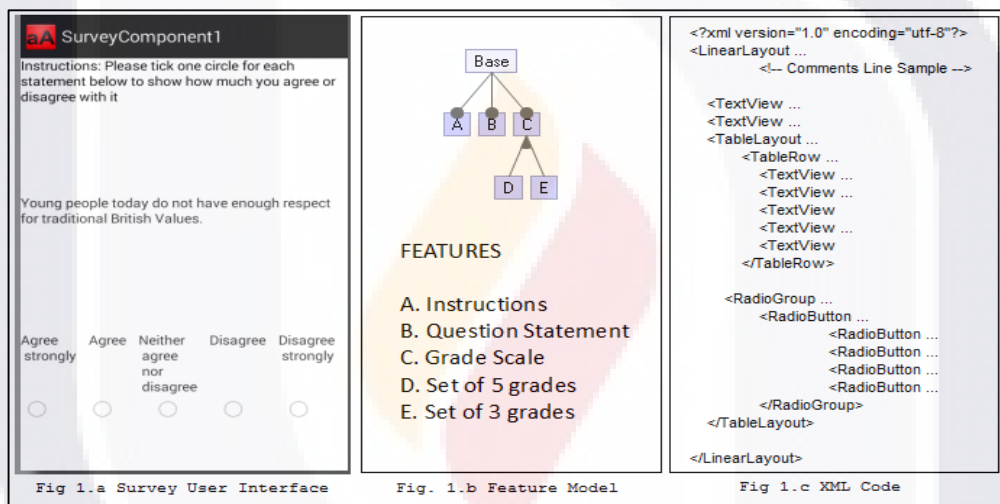 aA SurveyComponent1
Instructions: Please tick one circle for each
statement below to show how much you agree or
disagree with it
Young people today do not have enough respect
for traditional British Values.
Agree strongly
Agree
Neither agree nor disagree
Disagree
Disagree strongly
Fig 1.a Survey User Interface
Base
A B C
D E
FEATURES
A. Instructions
B. Question Statement
C. Grade Scale
D. Set of 5 grades
E. Set of 3 grades
Fig. 1.b Feature Model
<?xml version="1.0" encoding="utf-8"?>
<LinearLayout ...
<!-- Comments Line Sample -->
<TextView ...
<TextView ...
<TableLayout ...
<TableRow ...
<TextView ...
<TextView ...
<TextView
<TextView ...
<TextView
</TableRow>
<RadioGroup ...
<RadioButton ...
<RadioButton ...
<RadioButton ...
<RadioButton ...
<RadioButton ...
</RadioGroup>
</TableLayout>
</LinearLayout>
Fig 1.c XML Code